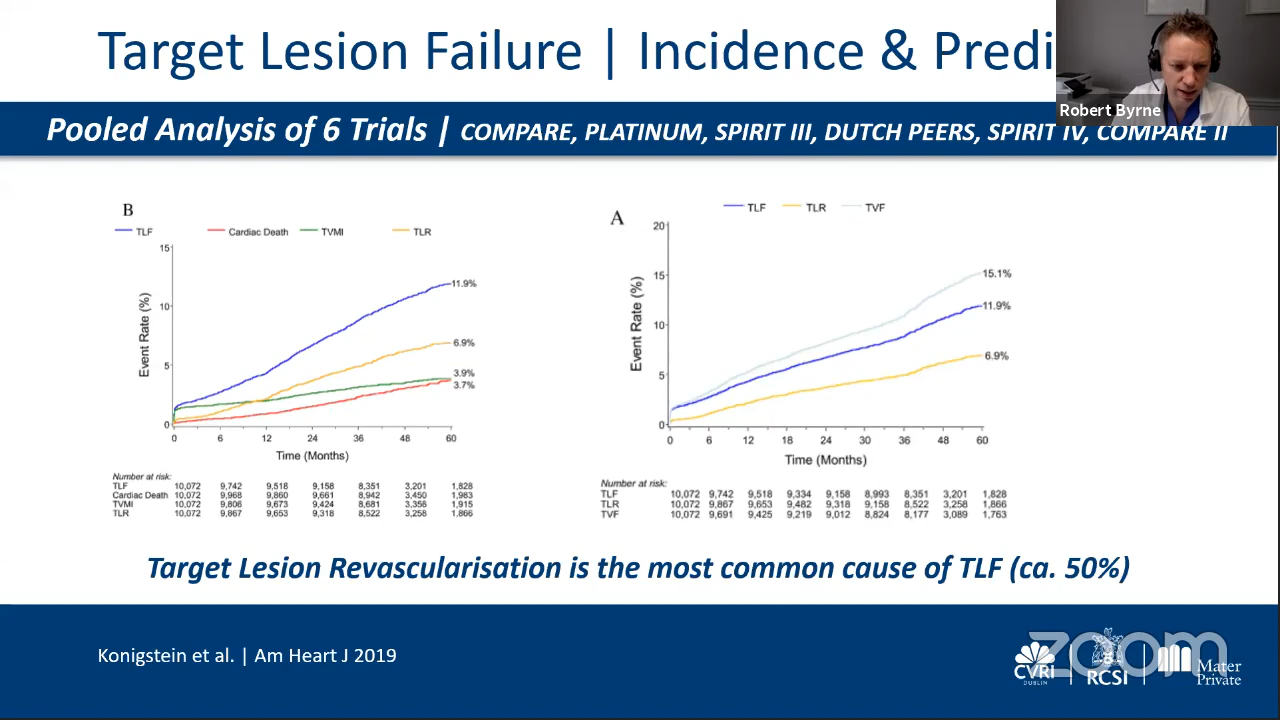 Target Lesion Failure | Incidence & Predi
Robert Byrne
Pooled Analysis of 6 Trials | COMPARE, PLATINUM, SPIRIT III, DUTCH PEERS, SPIRIT IV, COMPARE II
B
TLF Cardiac Death TVMI TLR
15
10
5
0
Event Rate (%)
11.9%
6.9%
3.9%
3.7%
0 6 12 24 36 48 60
Time (Months)
Number at risk:
TLF 10,072 9,742 9,518 9,158 8,351 3,201 1,828
Cardiac Death 10,072 9,968 9,860 9,661 8,942 3,450 1,983
TVMI 10,072 9,806 9,673 9,424 8,681 3,356 1,915
TLR 10,072 9,867 9,653 9,318 8,522 3,258 1,866
A
TLF TLR TVF
20
15
10
5
0
Event Rate (%)
15.1%
11.9%
6.9%
0 6 12 18 24 30 36 48 60
Time (Months)
Number at risk:
TLF 10,072 9,742 9,518 9,334 9,158 8,993 8,351 3,201 1,828
TLR 10,072 9,867 9,653 9,482 9,318 9,158 8,522 3,258 1,866
TVF 10,072 9,691 9,425 9,219 9,012 8,824 8,177 3,089 1,763
Target Lesion Revascularisation is the most common cause of TLF (ca. 50%)
Konigstein et al. | Am Heart J 2019
zoom
CVRI
DUBLIN
RCSI
Mater
Private